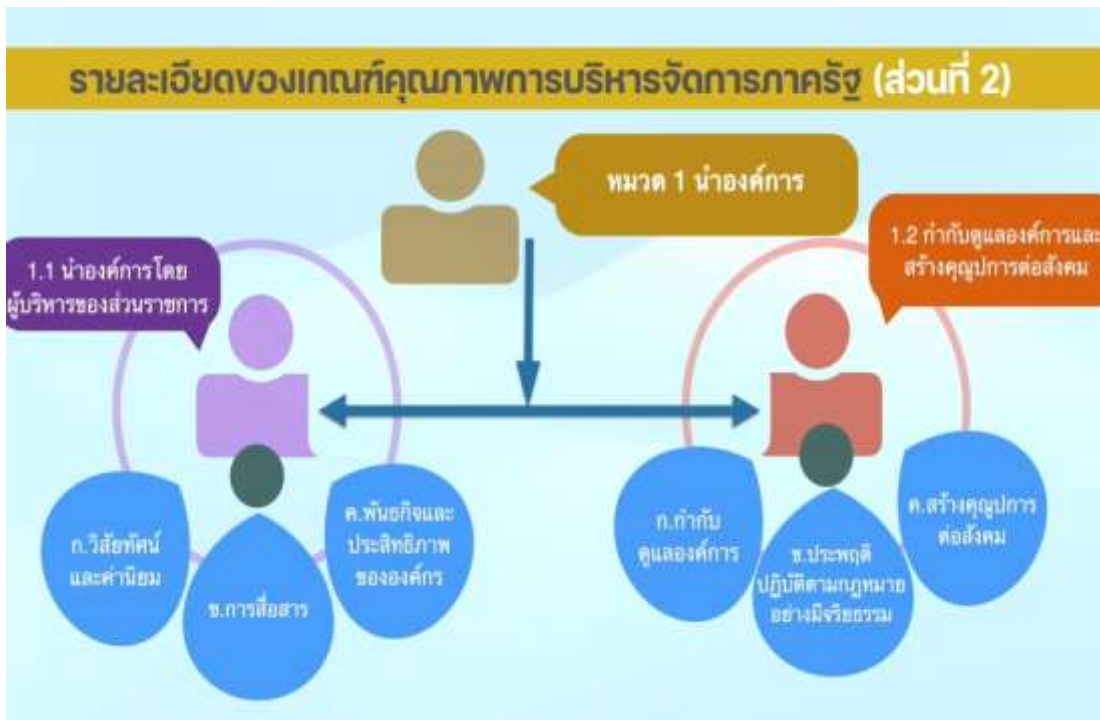 รายละเอียดของเกณฑ์คุณภาพการบริหารจัดการภาครัฐ (ส่วนที่ 2)
หมวด 1 นำองค์การ
1.1 นำองค์การโดย
ผู้บริหารของส่วนราชการ
1.2 กำกับดูแลองค์การและ
สร้างคุณูปการต่อสังคม
ก.วิสัยทัศน์
และค่านิยม
ข.การสื่อสาร
ค.พันธกิจและ
ประสิทธิภาพ
ขององค์กร
ก.กำกับ
ดูแลองค์การ
ข.ประพฤติ
ปฏิบัติตามกฎหมาย
อย่างมีจริยธรรม
ค.สร้างคุณูปการ
ต่อสังคม